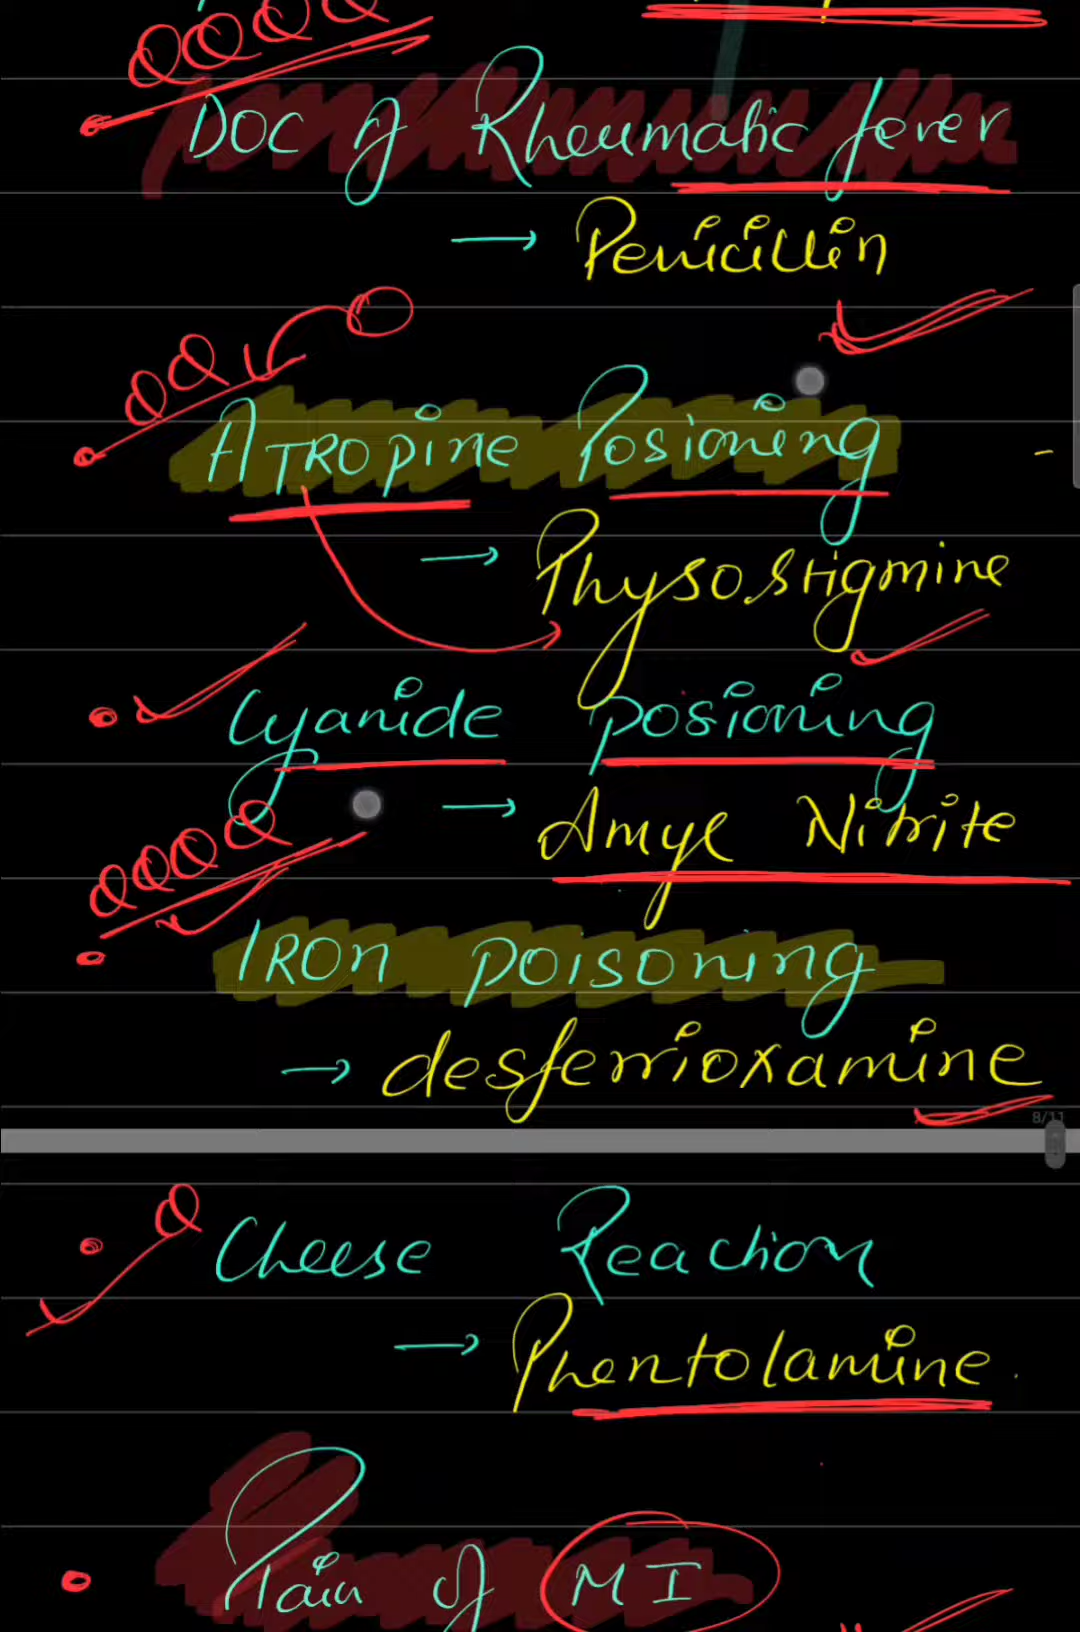 DOC of Rheumatic fever
→ Penicillin
ATROPine Posioning
→ Physostigmine
Cyanide posioning
→ Amyl Nitrite
IRON POISONing
→ desferrioxamine
8/11
Cheese Reaction
→ Phentolamine.
Pain of MI